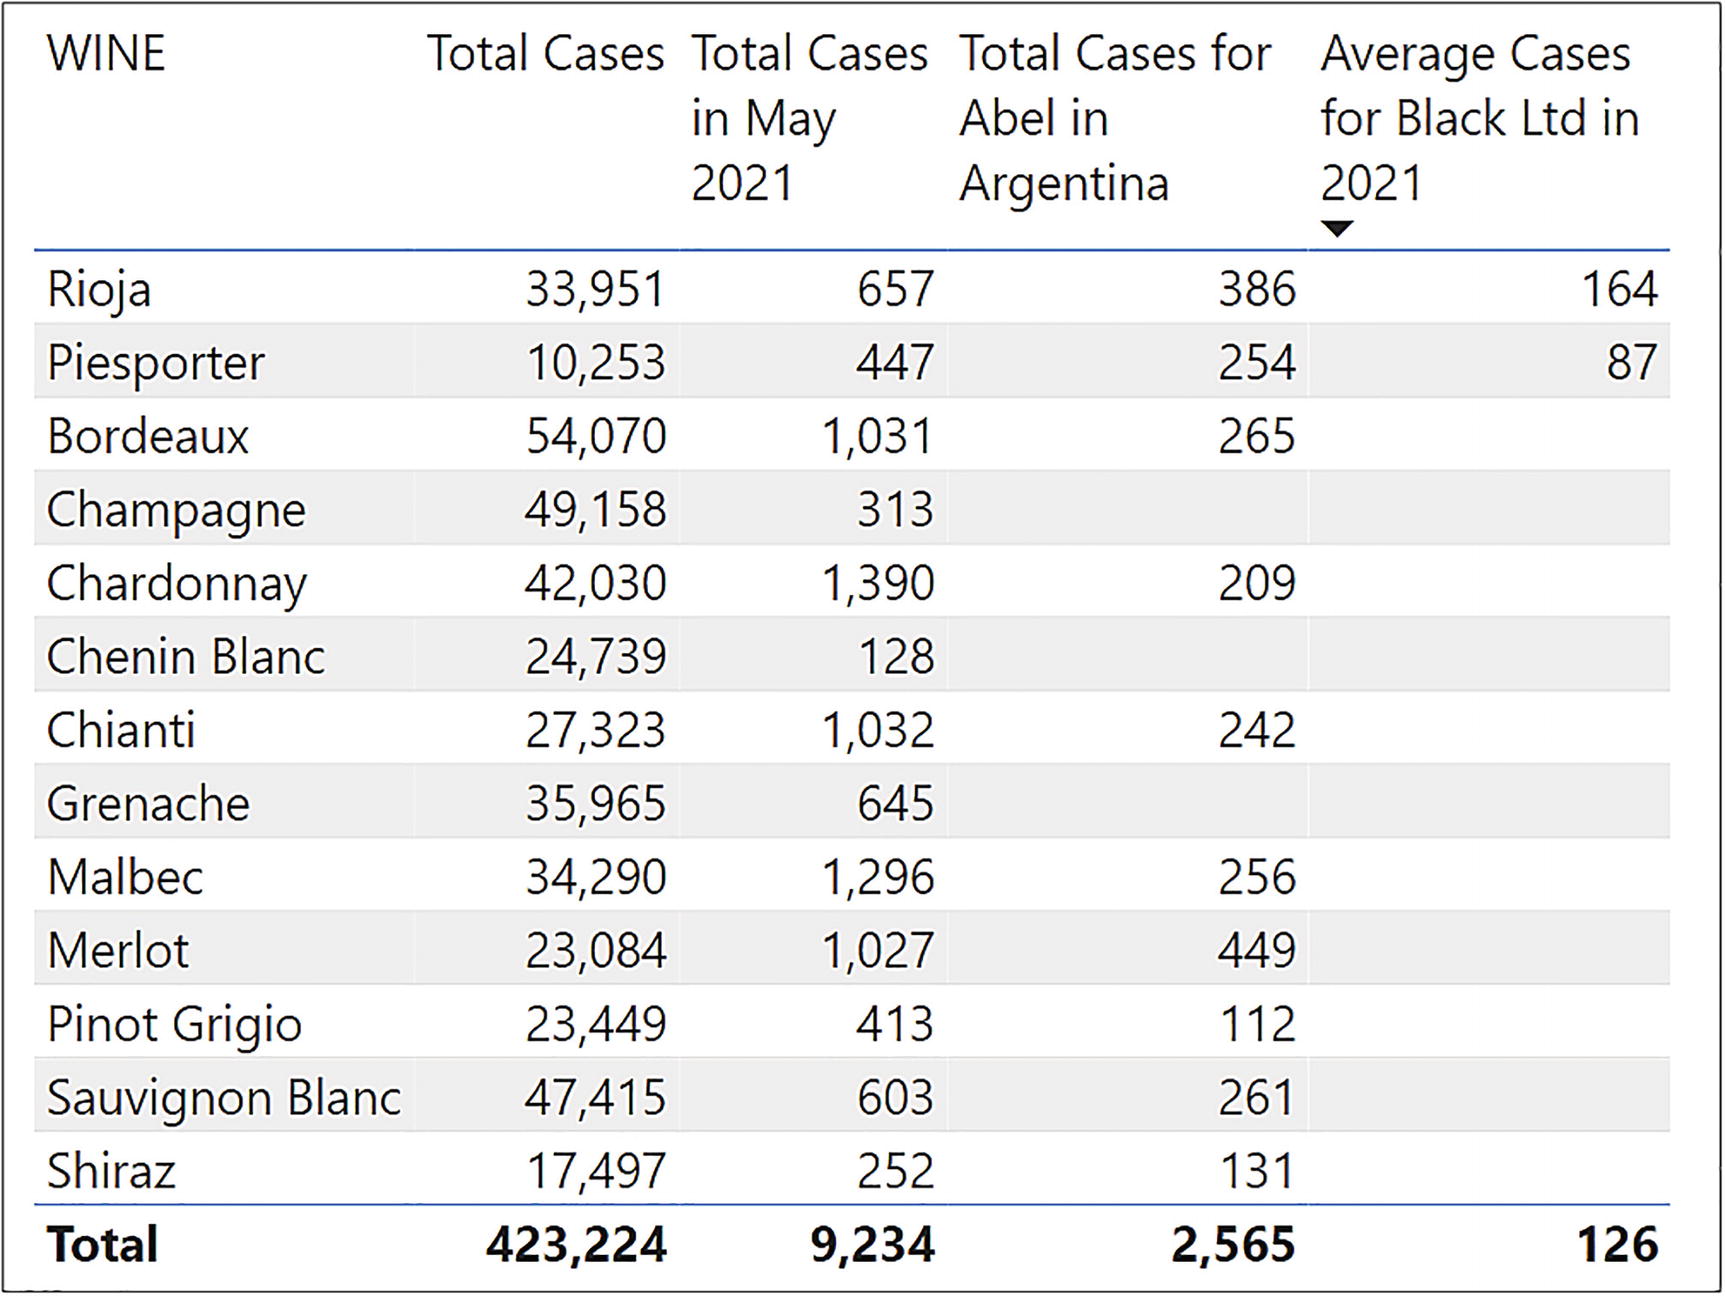 WINE Total Cases Total Cases Total Cases for Average Cases
in May Abel in for Black Ltd in
2021 Argentina 2021
Rioja 33,951 657 386 164
Piesporter 10,253 447 254 87
Bordeaux 54,070 1,031 265
Champagne 49,158 313
Chardonnay 42,030 1,390 209
Chenin Blanc 24,739 128
Chianti 27,323 1,032 242
Grenache 35,965 645
Malbec 34,290 1,296 256
Merlot 23,084 1,027 449
Pinot Grigio 23,449 413 112
Sauvignon Blanc 47,415 603 261
Shiraz 17,497 252 131
Total 423,224 9,234 2,565 126